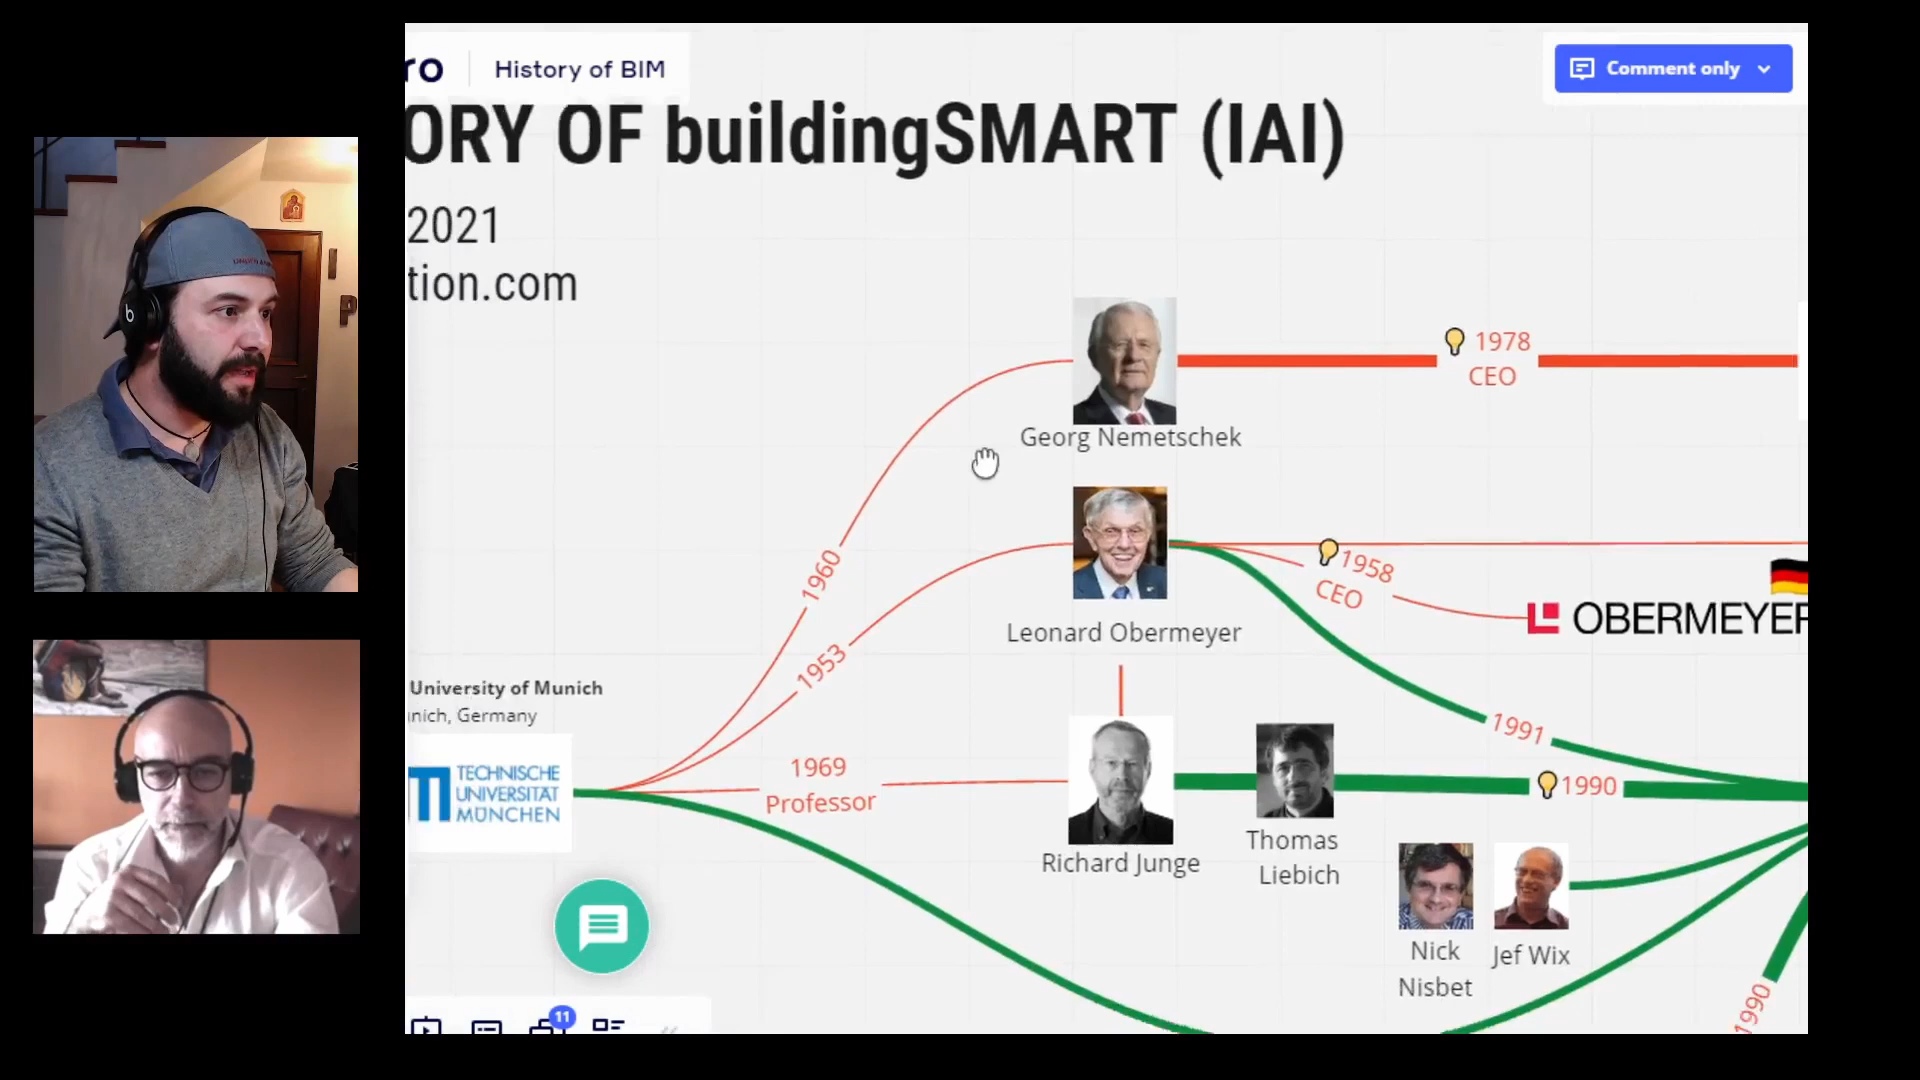 ro
History of BIM
Comment only
ORY OF buildingSMART (IAI)
2021
tion.com
1978
CEO
Georg Nemetschek
1960
1958
CEO
OBERMEYER
Leonard Obermeyer
1953
University of Munich
nich, Germany
TECHNISCHE
UNIVERSITÄT
MÜNCHEN
1969
Professor
1991
1990
Thomas
Liebich
Richard Junge
Nick
Nisbet
Jef Wix
1990
11